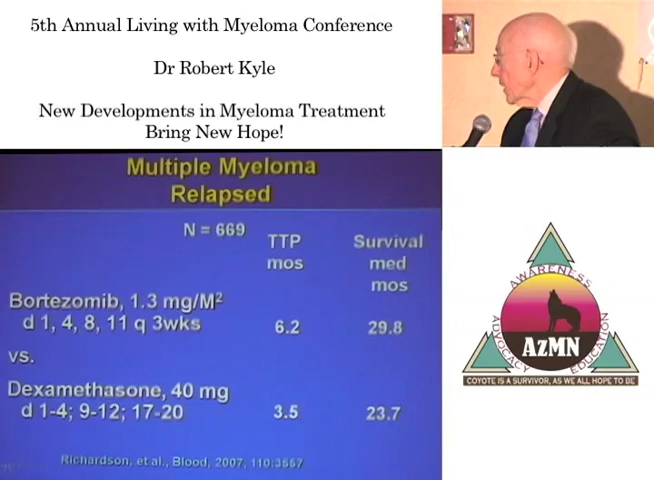 5th Annual Living with Myeloma Conference
Dr Robert Kyle
New Developments in Myeloma Treatment
Bring New Hope!
Multiple Myeloma
Relapsed
N = 669
TTP
mos
Survival
med
mos
Bortezomib, 1.3 mg/M²
d 1, 4, 8, 11 q 3wks
6.2
29.8
vs.
Dexamethasone, 40 mg
d 1-4; 9-12; 17-20
3.5
23.7
Richardson, et al., Blood, 2007, 110:3557
AWARENESS
ADVOCACY
EDUCATION
AzMN
COYOTE IS A SURVIVOR, AS WE ALL HOPE TO BE